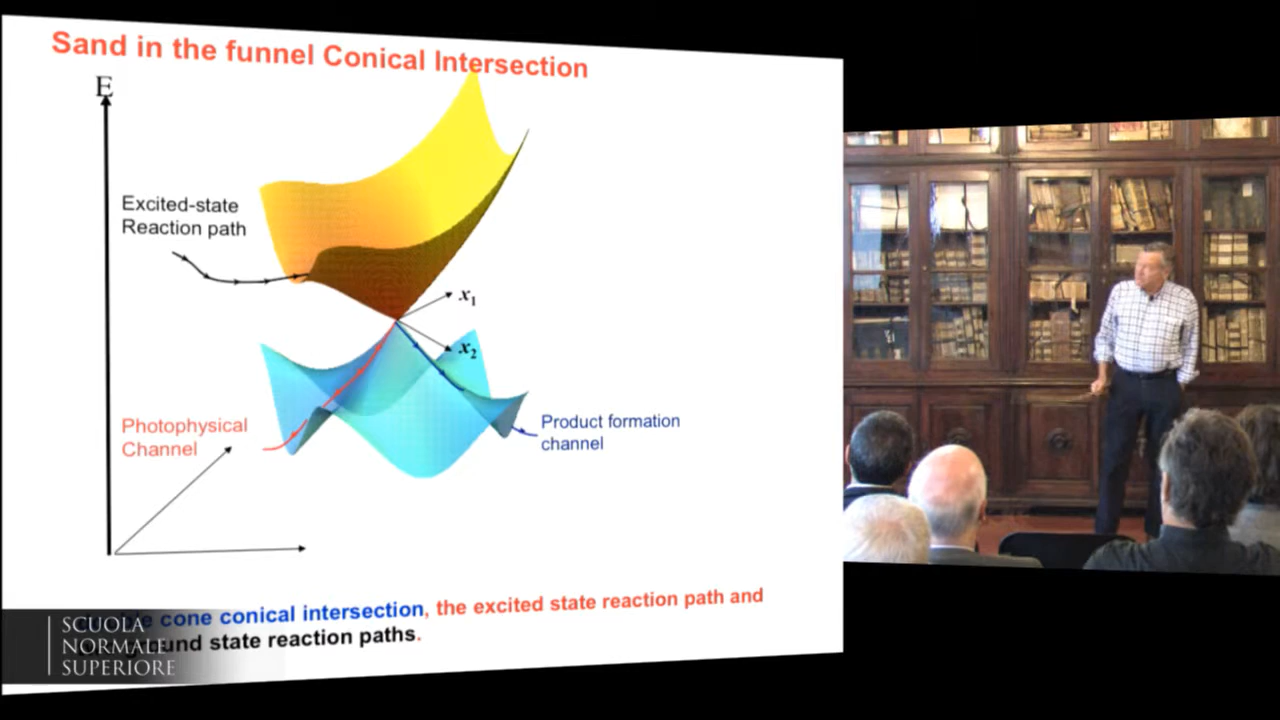 Sand in the funnel Conical Intersection
E
Excited-state
Reaction path
x1
x2
Photophysical
Channel
Product formation
channel
cone conical intersection, the excited state reaction path and
ground state reaction paths.
SCUOLA
NORMALE
SUPERIORE